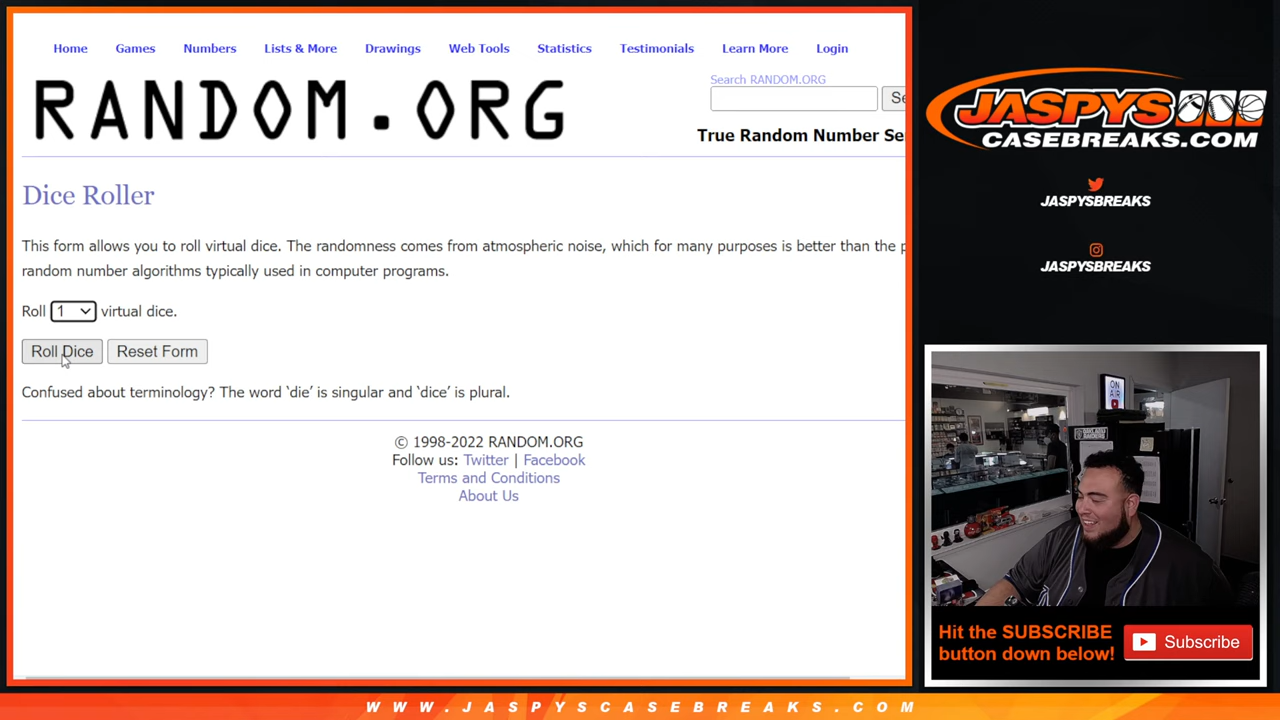 Home Games Numbers Lists & More Drawings Web Tools Statistics Testimonials Learn More Login
RANDOM.ORG
Search RANDOM.ORG
Se
True Random Number Se
Dice Roller
This form allows you to roll virtual dice. The randomness comes from atmospheric noise, which for many purposes is better than the p
random number algorithms typically used in computer programs.
Roll 1 virtual dice.
Roll Dice Reset Form
Confused about terminology? The word ‘die’ is singular and ‘dice’ is plural.
© 1998-2022 RANDOM.ORG
Follow us: Twitter | Facebook
Terms and Conditions
About Us
JASPYS
CASEBREAKS.COM
JASPYSBREAKS
JASPYSBREAKS
ON
AIR
Hit the SUBSCRIBE
button down below!
Subscribe
WWW.JASPYSCASEBREAKS.COM